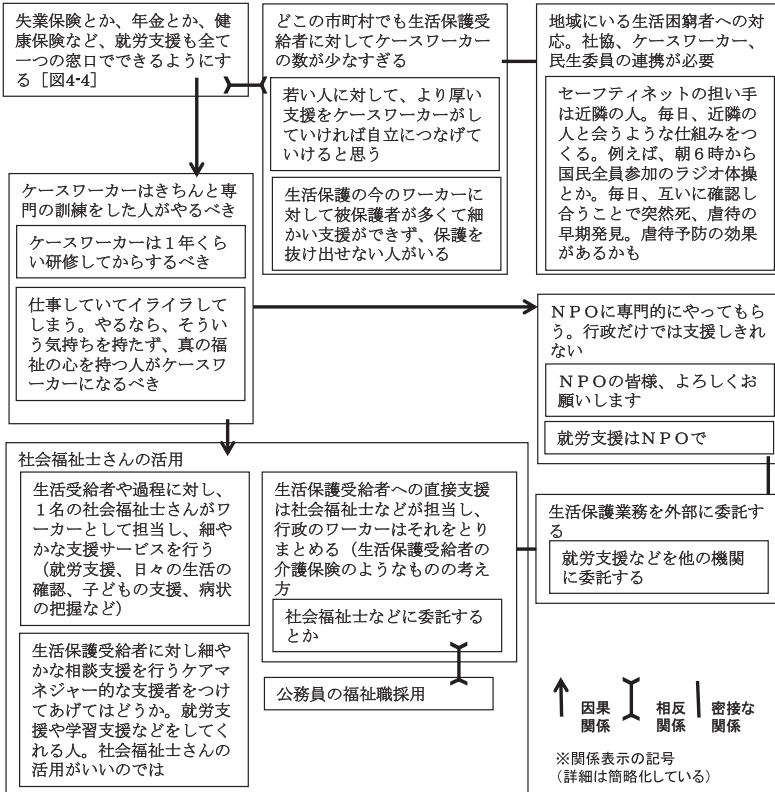 失業保険とか、年金とか、健
康保険など、就労支援も全て
一つの窓口でできるようにす
る［図4-4］
どこの市町村でも生活保護受
給者に対してケースワーカー
の数が少なすぎる
若い人に対して、より厚い
支援をケースワーカーがし
ていければ自立につなげて
いけると思う
生活保護の今のワーカーに
対して被保護者が多くて細
かい支援ができず、保護を
抜け出せない人がいる
地域にいる生活困窮者への対
応。社協、ケースワーカー、
民生委員の連携が必要
セーフティネットの担い手
は近隣の人。毎日、近隣の
人と会うような仕組みをつ
くる。例えば、朝６時から
国民全員参加のラジオ体操
とか。毎日、互いに確認し
合うことで突然死、虐待の
早期発見。虐待予防の効果
があるかも
ケースワーカーはきちんと専
門の訓練をした人がやるべき
ケースワーカーは１年くら
い研修してからするべき
仕事していてイライラして
しまう。やるなら、そうい
う気持ちを持たず、真の福
祉の心を持つ人がケースワ
ーカーになるべき
ＮＰＯに専門的にやってもら
う。行政だけでは支援しきれ
ない
ＮＰＯの皆様、よろしくお
願いします
就労支援はＮＰＯで
社会福祉士さんの活用
生活受給者や過程に対し、
１名の社会福祉士さんがワ
ーカーとして担当し、細や
かな支援サービスを行う
（就労支援、日々の生活の
確認、子どもの支援、病状
の把握など）
生活保護受給者に対し細や
かな相談支援を行うケアマ
ネジャー的な支援者をつけ
てあげてはどうか。就労支
援や学習支援などをしてく
れる人。社会福祉士さんの
活用がいいのでは
生活保護受給者への直接支援
は社会福祉士などが担当し、
行政のワーカーはそれをとり
まとめる（生活保護受給者の
介護保険のようなものの考え
方
社会福祉士などに委託する
とか
公務員の福祉職採用
生活保護業務を外部に委託す
る
就労支援などを他の機関
に委託する
因果
関係
相反
関係
密接な
関係
※関係表示の記号
（詳細は簡略化している）